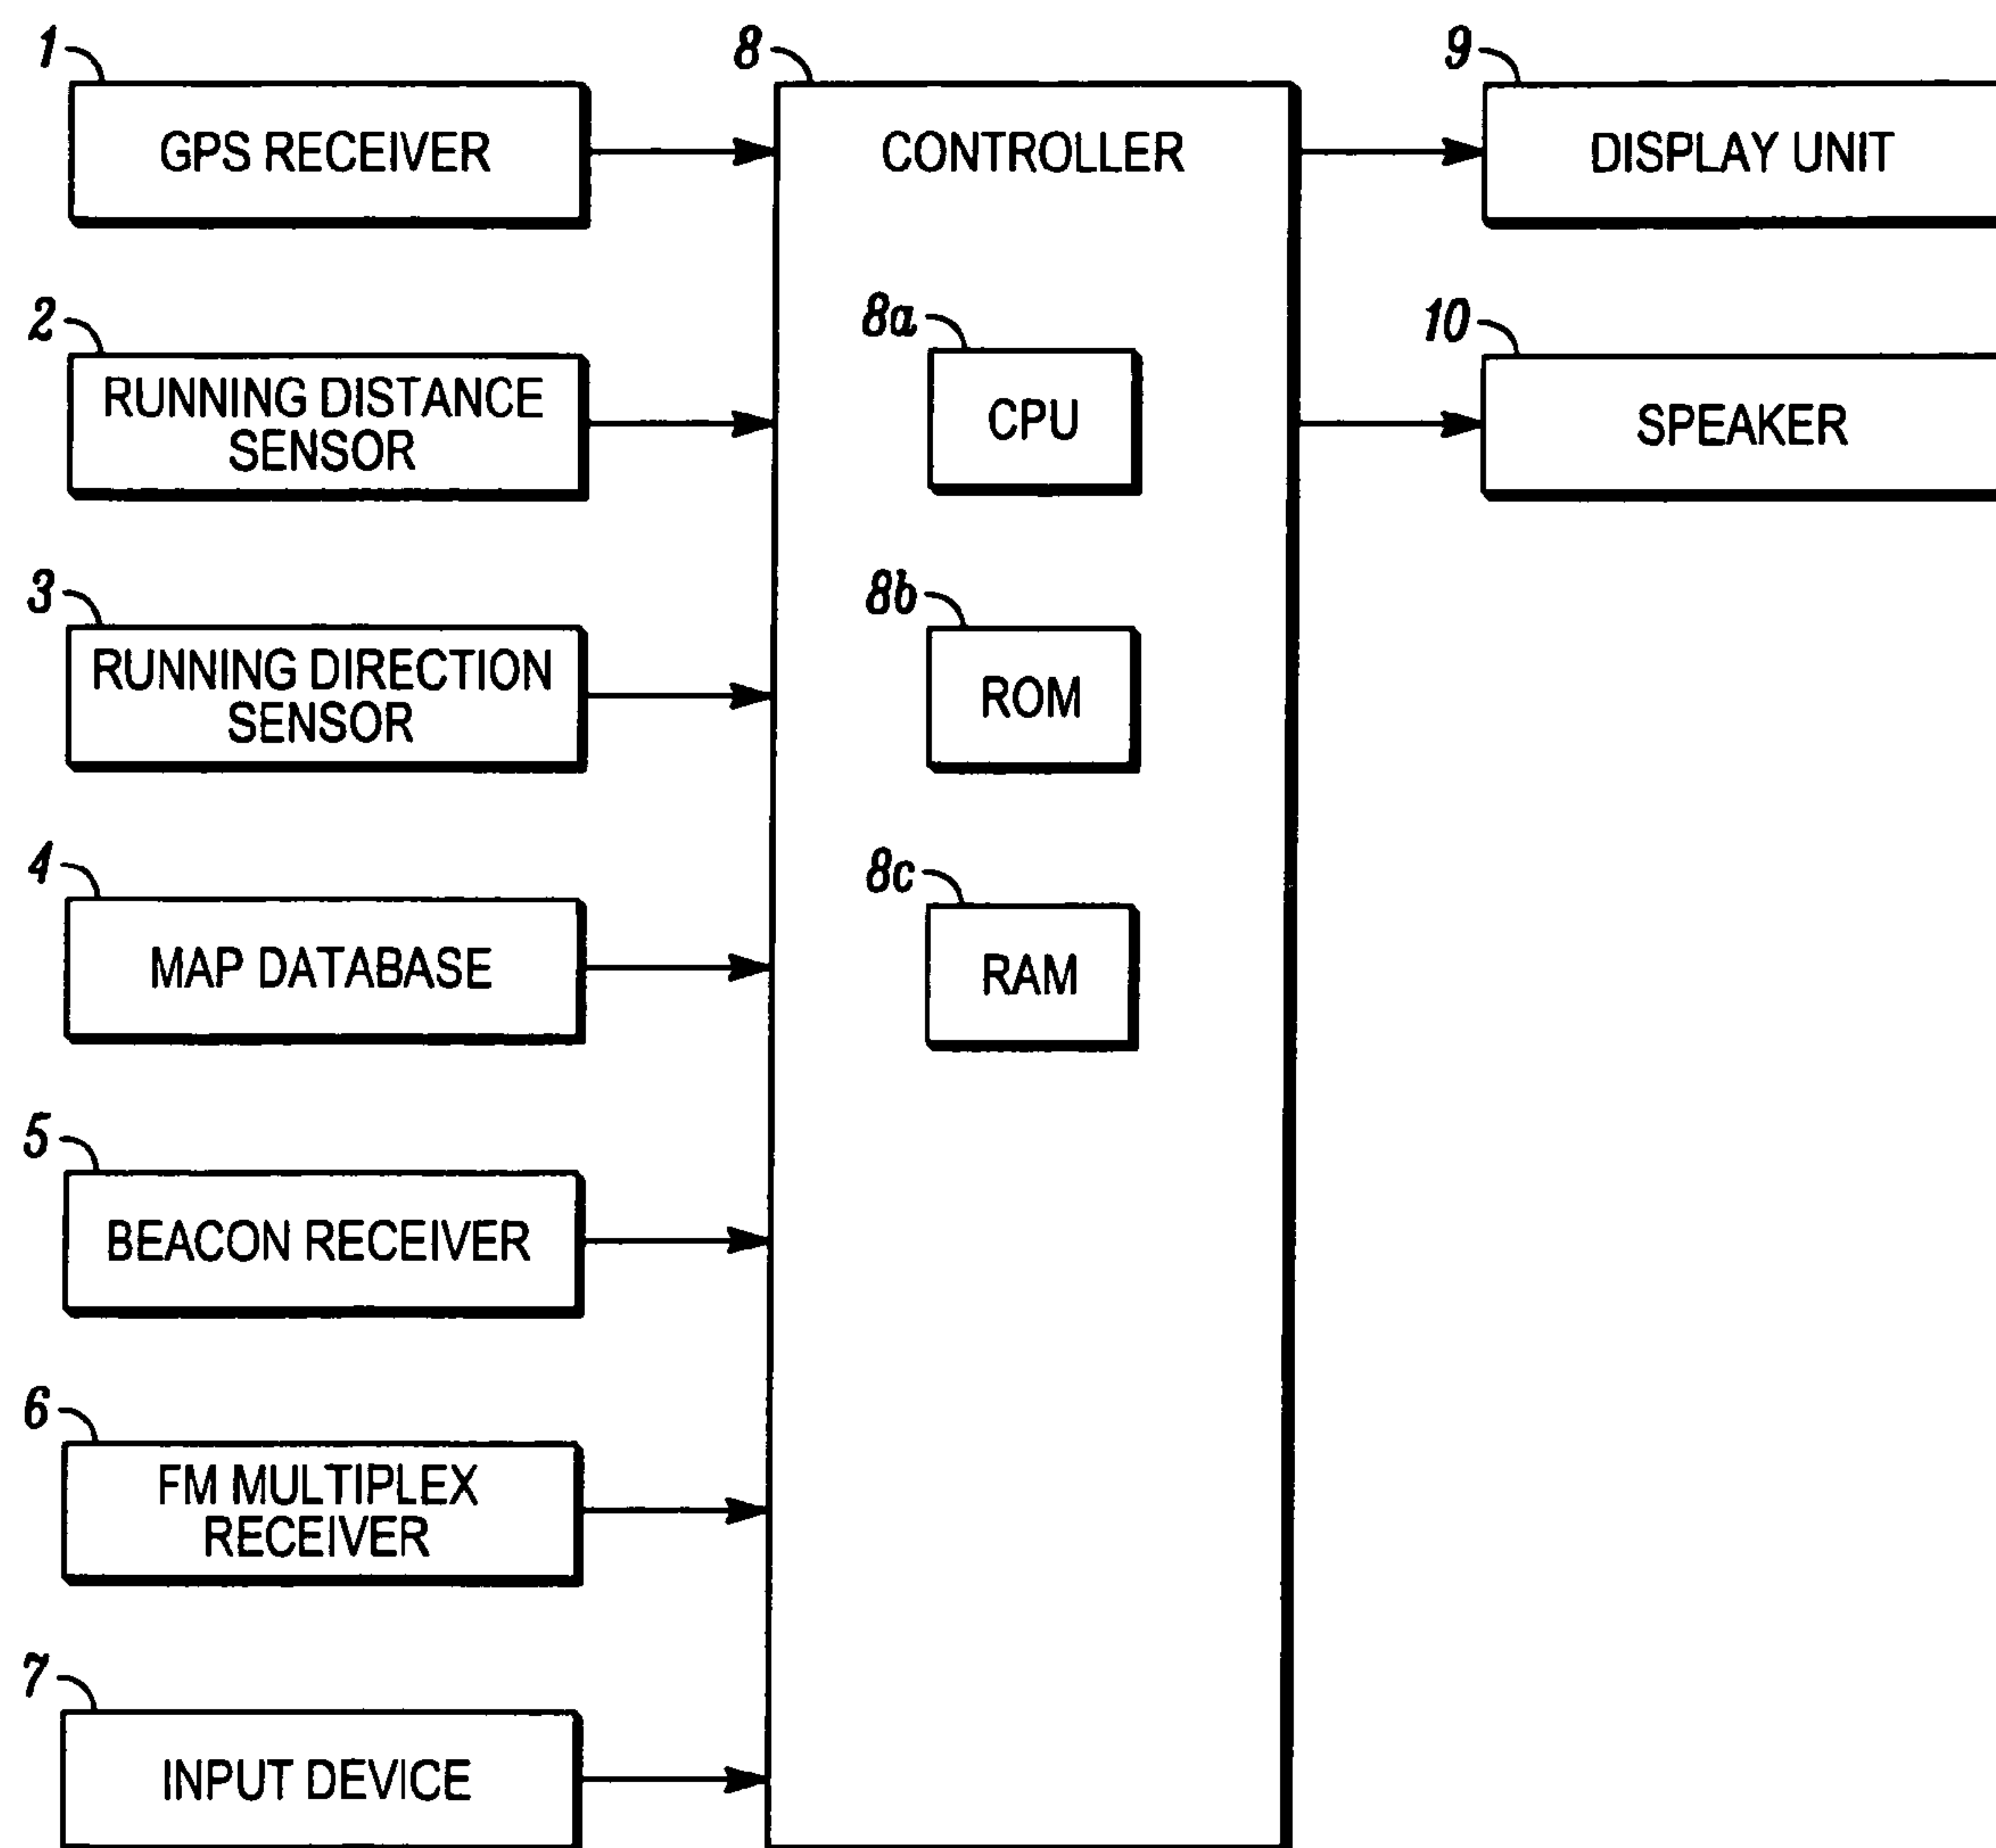 1
GPS RECEIVER
2
RUNNING DISTANCE
SENSOR
3
RUNNING DIRECTION
SENSOR
4
MAP DATABASE
5
BEACON RECEIVER
6
FM MULTIPLEX
RECEIVER
7
INPUT DEVICE
8
CONTROLLER
8a
CPU
8b
ROM
8c
RAM
9
DISPLAY UNIT
10
SPEAKER